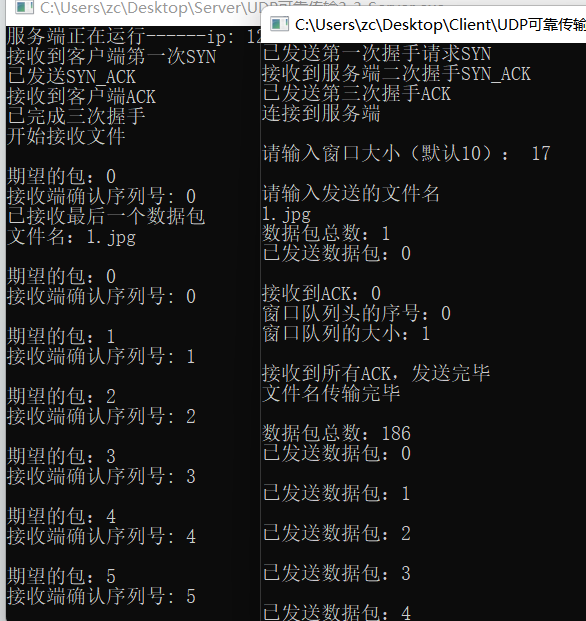 C:\Users\zc\Desktop\Server\UDP可靠传输3-3 Server.exe
服务端正在运行------ip: 12
接收到客户端第一次SYN
已发送SYN_ACK
接收到客户端ACK
已完成三次握手
开始接收文件
期望的包: 0
接收端确认序列号: 0
已接收最后一个数据包
文件名: 1.jpg
期望的包: 0
接收端确认序列号: 0
期望的包: 1
接收端确认序列号: 1
期望的包: 2
接收端确认序列号: 2
期望的包: 3
接收端确认序列号: 3
期望的包: 4
接收端确认序列号: 4
期望的包: 5
接收端确认序列号: 5
C:\Users\zc\Desktop\Client\UDP可靠传输
已发送第一次握手请求SYN
接收到服务端二次握手SYN_ACK
已发送第三次握手ACK
连接到服务端
请输入窗口大小（默认10）: 17
请输入发送的文件名
1.jpg
数据包总数: 1
已发送数据包: 0
接收到ACK: 0
窗口队列头的序号: 0
窗口队列的大小: 1
接收到所有ACK，发送完毕
文件名传输完毕
数据包总数: 186
已发送数据包: 0
已发送数据包: 1
已发送数据包: 2
已发送数据包: 3
已发送数据包: 4